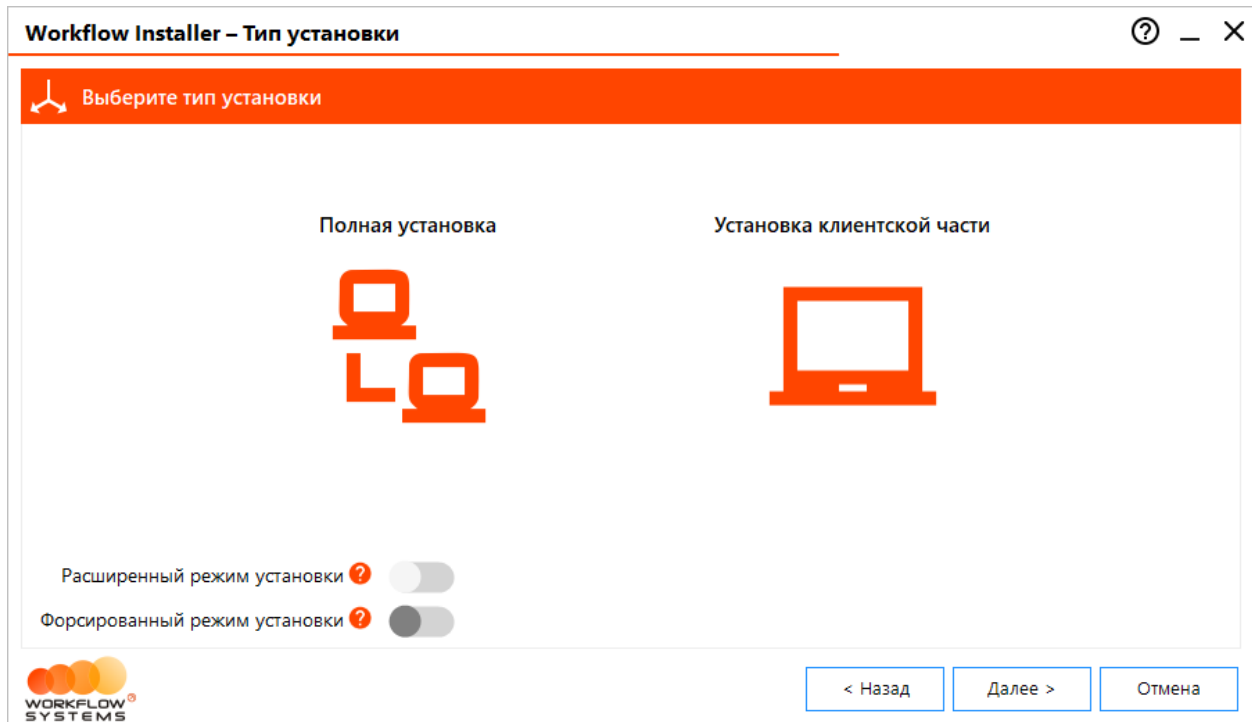 Workflow Installer – Тип установки
Выберите тип установки
Полная установка
Установка клиентской части
Расширенный режим установки ?
Форсированный режим установки ?
WORKFLOW®
SYSTEMS
< Назад
Далее >
Отмена